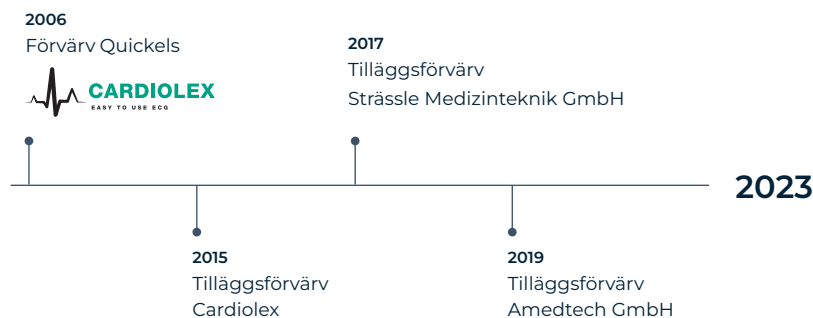 2006
Förvärv Quickels
CARDIOLEX
EASY TO USE ECG
2017
Tilläggsförvärv
Strässle Medizinteknik GmbH
2023
2015
Tilläggsförvärv
Cardiolex
2019
Tilläggsförvärv
Amedtech GmbH